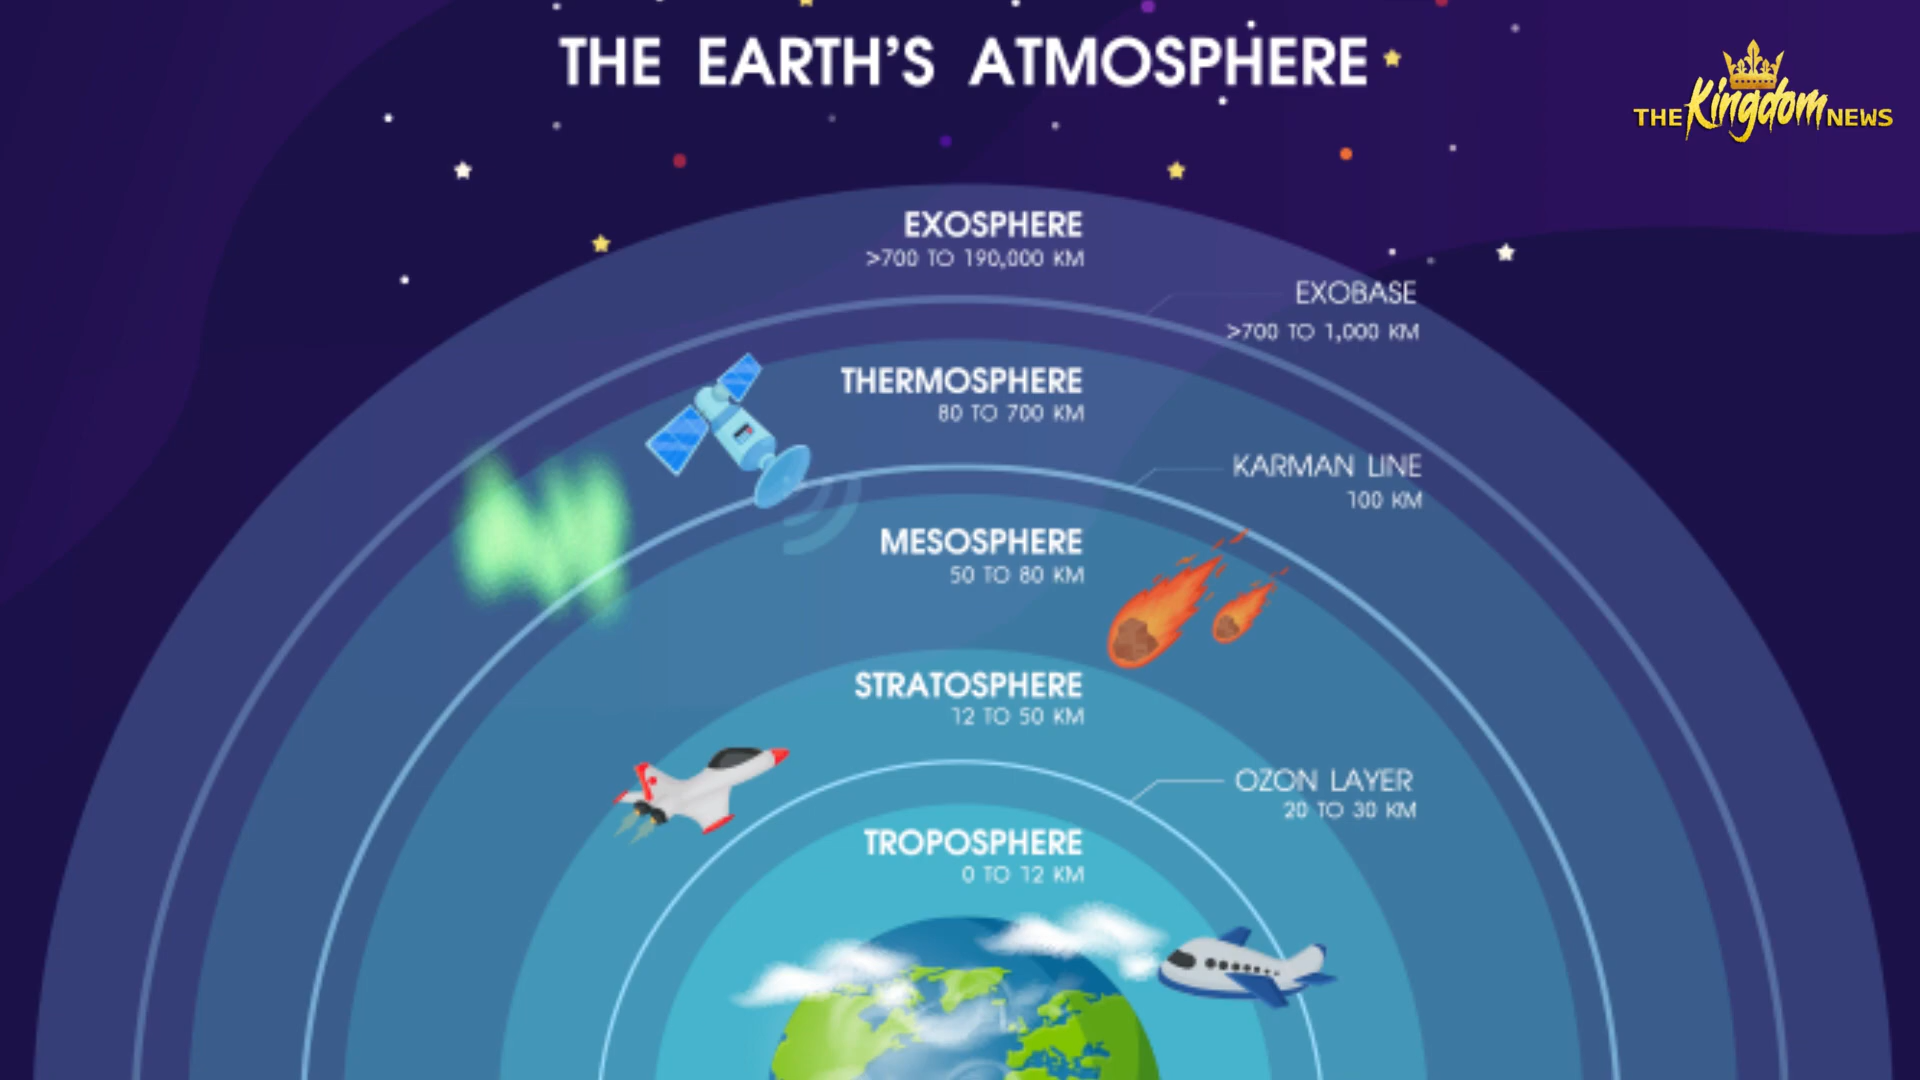 THE EARTH'S ATMOSPHERE
THE Kingdom NEWS
EXOSPHERE
>700 TO 190,000 KM
EXOBASE
>700 TO 1,000 KM
THERMOSPHERE
80 TO 700 KM
KARMAN LINE
100 KM
MESOSPHERE
50 TO 80 KM
STRATOSPHERE
12 TO 50 KM
OZON LAYER
20 TO 30 KM
TROPOSPHERE
0 TO 12 KM